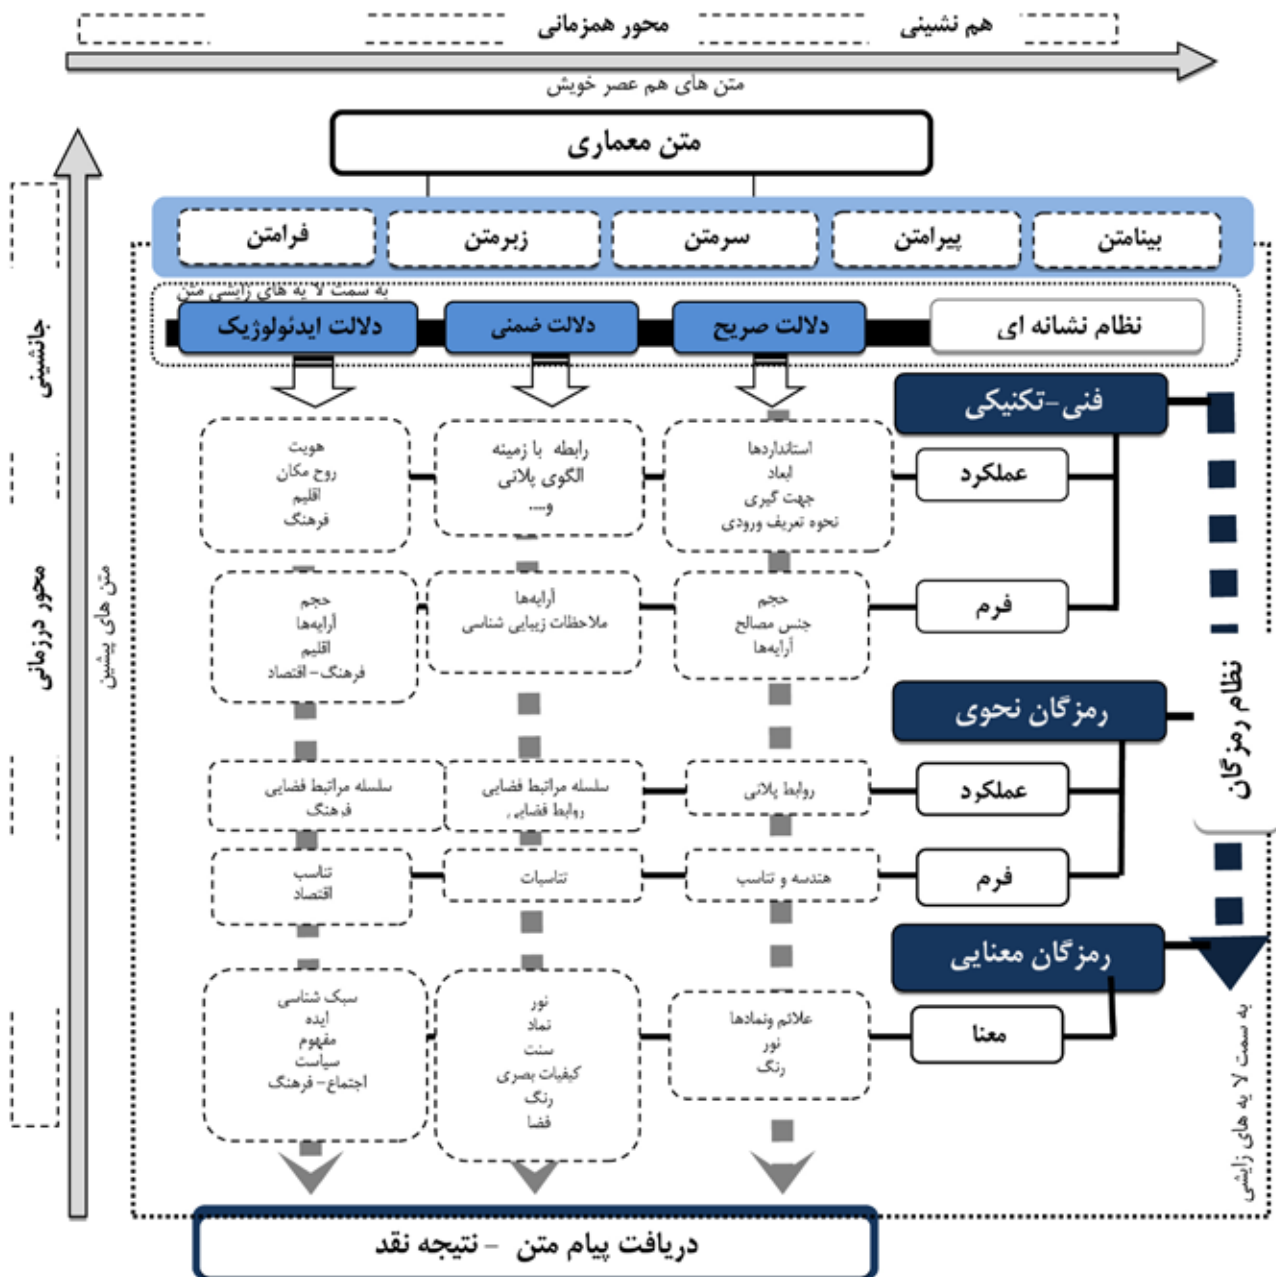 هم نشینی
محور همزمانی
متن های هم عصر خویش
متن معماری
بینامتن
پیرامتن
سرمتن
زبرمتن
فرامتن
به سمت لا یه های زایشی متن
نظام نشانه ای
دلالت صریح
دلالت ضمنی
دلالت ایدئولوژیک
جانشینی
محور درزمانی
متن های پیشین
فنی-تکنیکی
عملکرد
استانداردها
ابعاد
جهت گیری
نحوه تعریف ورودی
رابطه با زمینه
الگوی پلانی
و....
هویت
روح مکان
اقلیم
فرهنگ
فرم
حجم
جنس مصالح
آرایه‌ها
آرایه‌ها
ملاحظات زیبایی شناسی
حجم
آرایه‌ها
اقلیم
فرهنگ- اقتصاد
نظام رمزگان
رمزگان نحوی
عملکرد
روابط پلانی
سلسله مراتبط فضایی
روابط فضایی
سلسله مراتبط فضایی
فرهنگ
فرم
هندسه و تناسب
تناسبات
تناسب
اقتصاد
رمزگان معنایی
معنا
علائم ونمادها
نور
رنگ
نور
نماد
سنت
کیفیات بصری
رنگ
فضا
سبک شناسی
ایده
مفهوم
سیاست
اجتماع- فرهنگ
به سمت لا یه های زایشی
دریافت پیام متن - نتیجه نقد